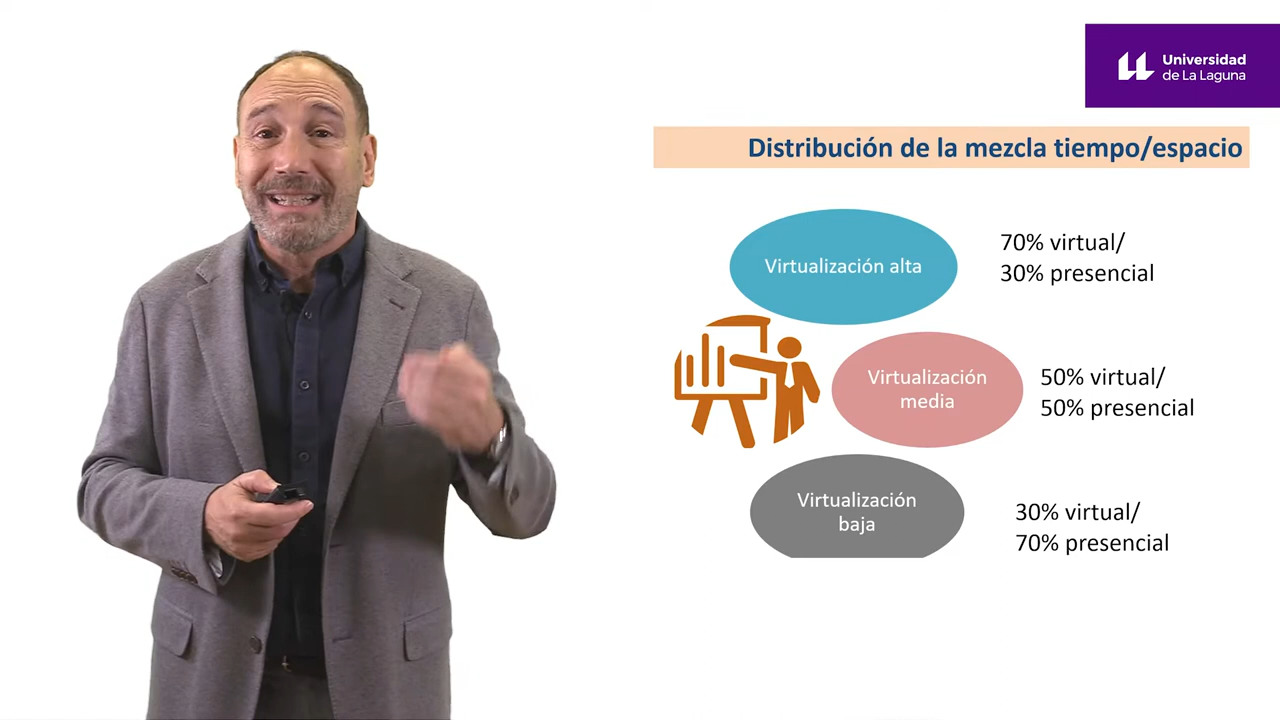 Universidad
de La Laguna
Distribución de la mezcla tiempo/espacio
Virtualización alta
70% virtual/
30% presencial
Virtualización
media
50% virtual/
50% presencial
Virtualización
baja
30% virtual/
70% presencial